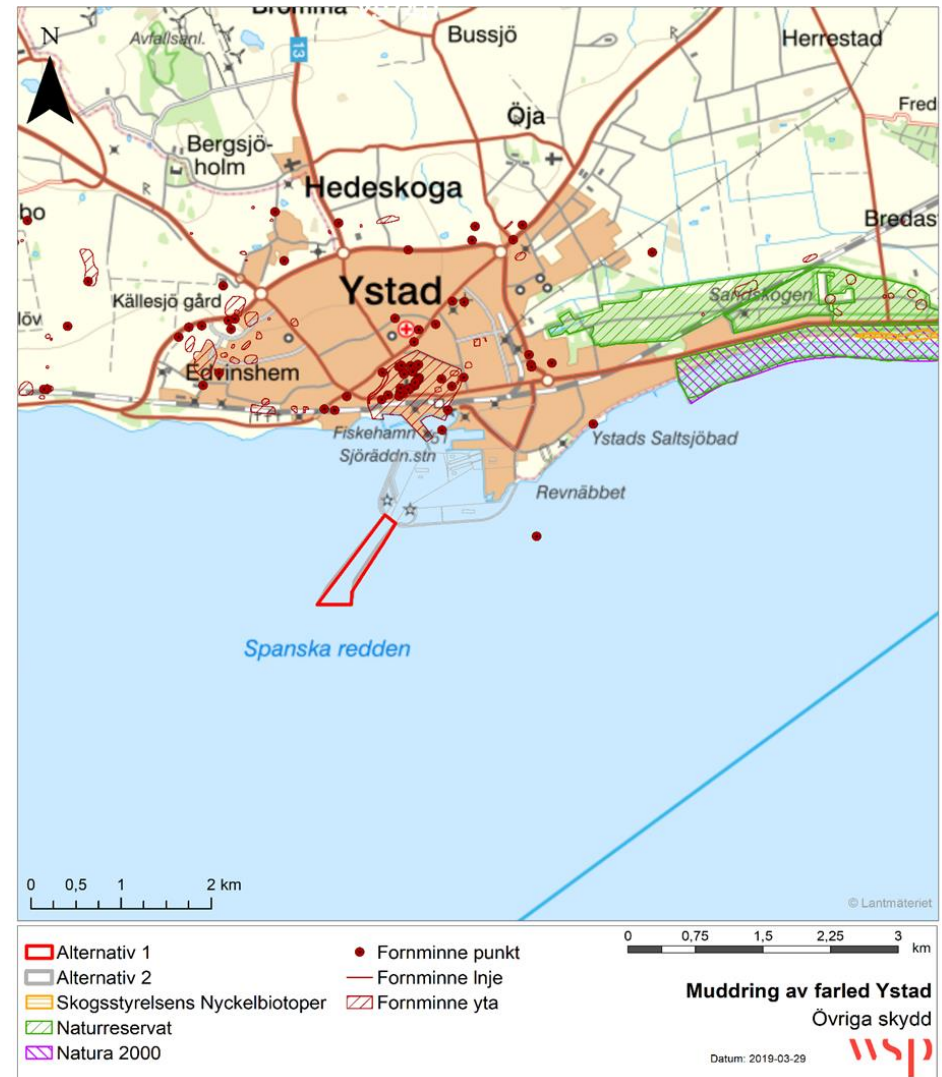 N
Avfallsanl.
13
Bussjö
Herrestad
Öja
Fred
Bergsjö-
holm
R
R
Hedeskoga
bo
Bredas
Ystad
Källesjö gård
Sandskogen
löv
Edvinshem
Fiskehamn
Sjöräddn.stn
Ystads Saltsjöbad
Revnäbbet
Spanska redden
0 0,5 1 2 km
© Lantmäteriet
Alternativ 1
Alternativ 2
Skogsstyrelsens Nyckelbiotoper
Naturreservat
Natura 2000
Fornminne punkt
Fornminne lnje
Fornminne yta
0 0,75 1,5 2,25 3
km
Muddring av farled Ystad
Övriga skydd
Datum: 2019-03-29
wsp